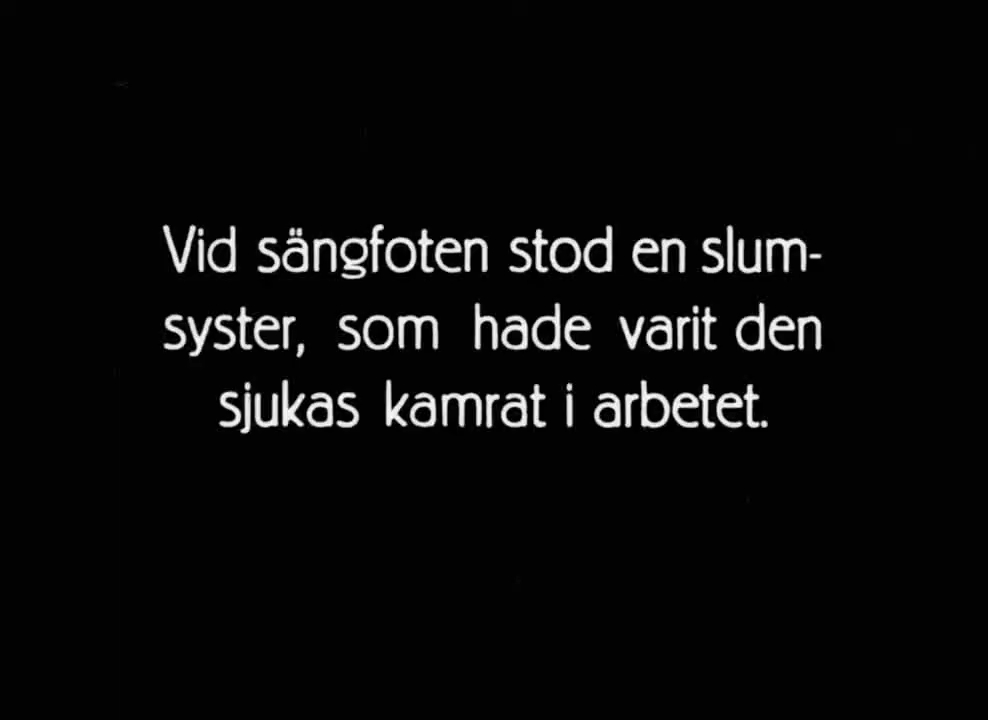 Vid sängfoten stod en slum-
syster, som hade varit den
sjukas kamrat i arbetet.